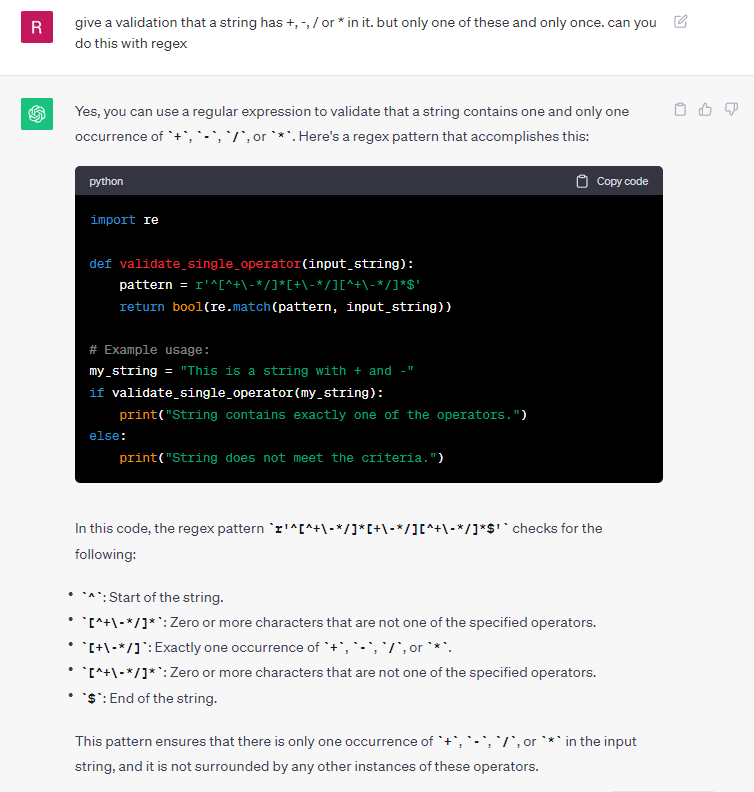 R
give a validation that a string has +, -, / or * in it. but only one of these and only once. can you
do this with regex
Yes, you can use a regular expression to validate that a string contains one and only one
occurrence of `+`, `-`, `/`, or `*`. Here's a regex pattern that accomplishes this:
python Copy code
import re
def validate_single_operator(input_string):
    pattern = r'^[^+\-*/]*[+\-*/][^+\-*/]*$'
    return bool(re.match(pattern, input_string))
# Example usage:
my_string = "This is a string with + and -"
if validate_single_operator(my_string):
    print("String contains exactly one of the operators.")
else:
    print("String does not meet the criteria.")
In this code, the regex pattern `r'^[^+\-*/]*[+\-*/][^+\-*/]*$'` checks for the
following:
• `^`: Start of the string.
• `[^+\-*/]*`: Zero or more characters that are not one of the specified operators.
• `[+\-*/]`: Exactly one occurrence of `+`, `-`, `/`, or `*`.
• `[^+\-*/]*`: Zero or more characters that are not one of the specified operators.
• `$`: End of the string.
This pattern ensures that there is only one occurrence of `+`, `-`, `/`, or `*` in the input
string, and it is not surrounded by any other instances of these operators.